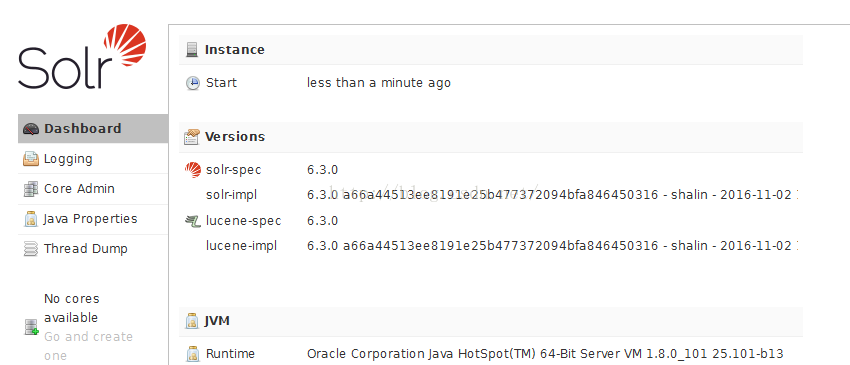 Solr
Dashboard
Logging
Core Admin
Java Properties
Thread Dump
No cores
available
Go and create
one
Instance
Start less than a minute ago
Versions
solr-spec 6.3.0
solr-impl 6.3.0 a66a44513ee8191e25b477372094bfa846450316 - shalin - 2016-11-02
lucene-spec 6.3.0
lucene-impl 6.3.0 a66a44513ee8191e25b477372094bfa846450316 - shalin - 2016-11-02
JVM
Runtime Oracle Corporation Java HotSpot(TM) 64-Bit Server VM 1.8.0_101 25.101-b13